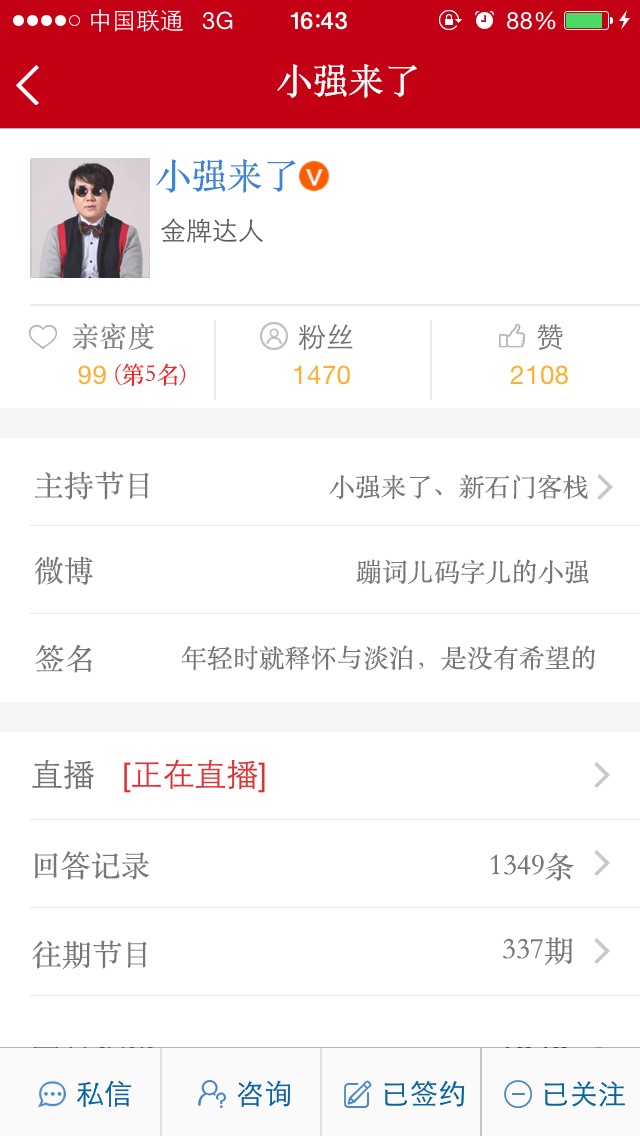 中国联通 3G 16:43 88%
小强来了
小强来了 V
金牌达人
亲密度 粉丝 赞
99 (第5名) 1470 2108
主持节目 小强来了、新石门客栈
微博 蹦词儿码字儿的小强
签名 年轻时就释怀与淡泊，是没有希望的
直播 [正在直播]
回答记录 1349条
往期节目 337期
私信 咨询 已签约 已关注